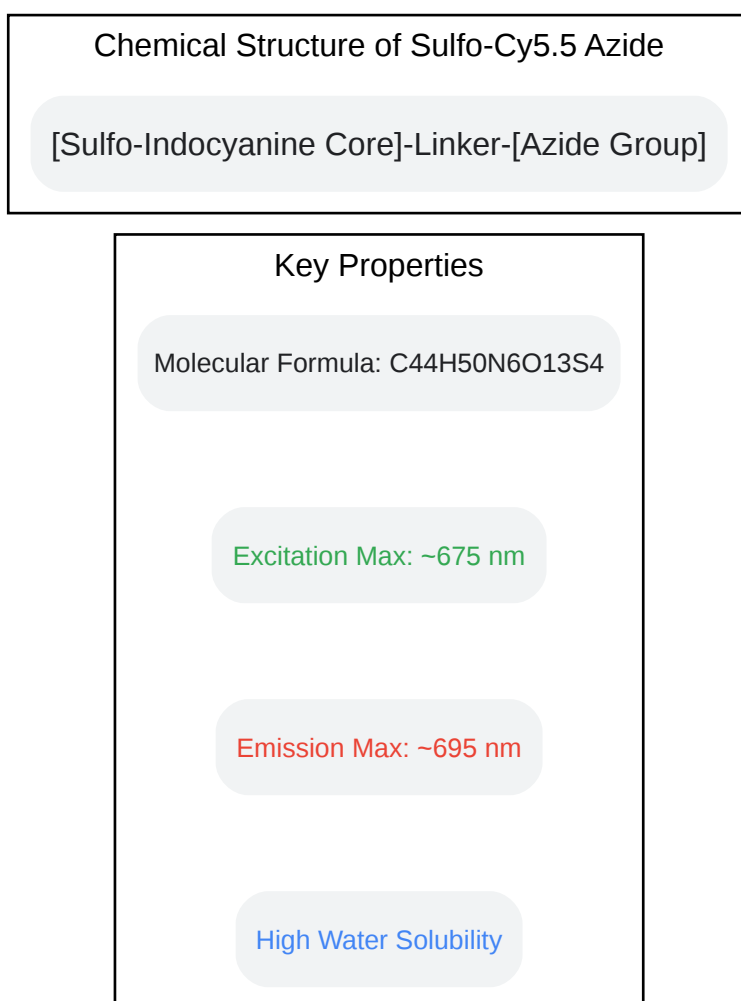 Chemical Structure of Sulfo-Cy5.5 Azide
[Sulfo-Indocyanine Core]-Linker-[Azide Group]
Key Properties
Molecular Formula: C44H50N6O13S4
Excitation Max: ~675 nm
Emission Max: ~695 nm
High Water Solubility